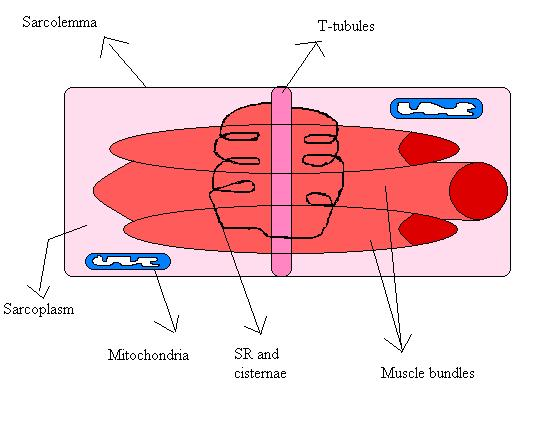 Sarcolemma
T-tubules
Sarcoplasm
Mitochondria
SR and
cisternae
Muscle bundles